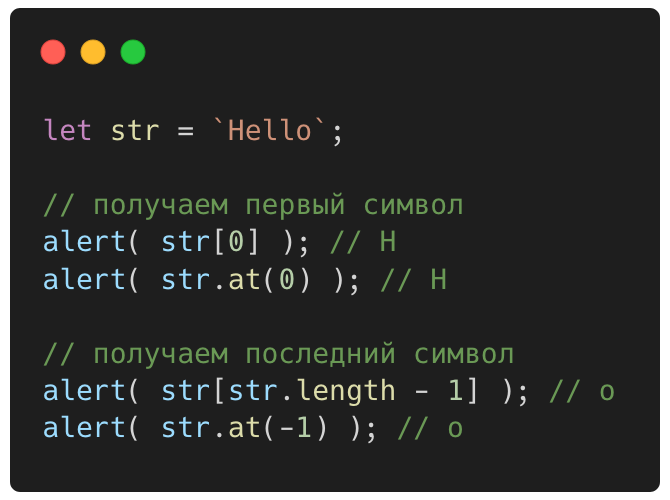 let str = `Hello`;
// получаем первый символ
alert( str[0] ); // H
alert( str.at(0) ); // H
// получаем последний символ
alert( str[str.length - 1] ); // o
alert( str.at(-1) ); // o